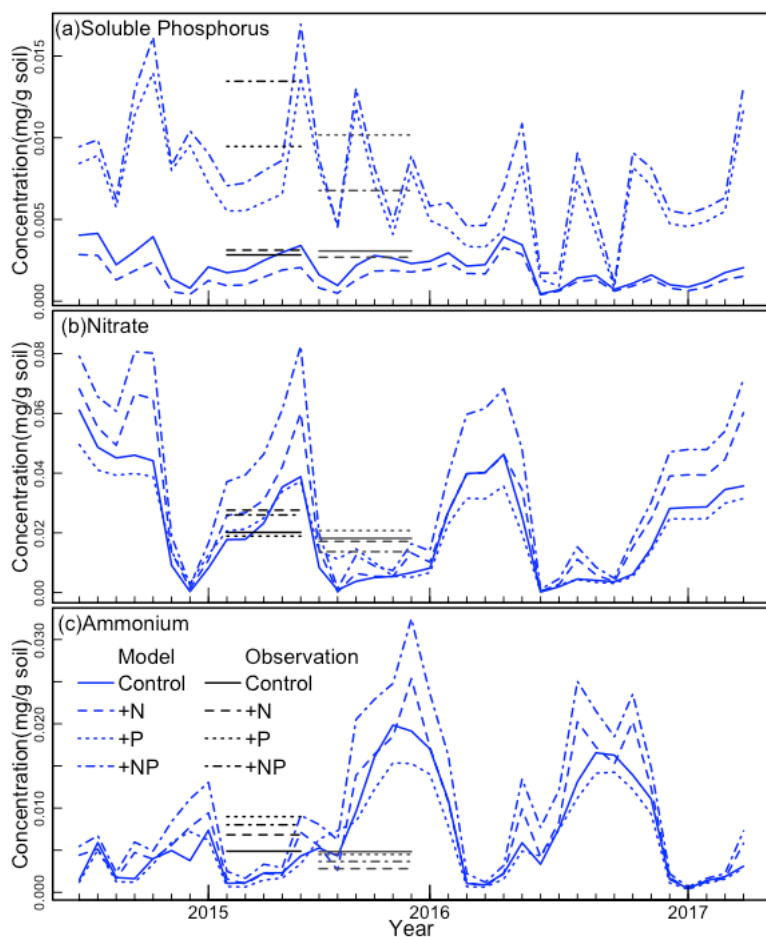 (a)Soluble Phosphorus
Concentration(mg/g soil)
0.015
0.010
0.005
0.000
(b)Nitrate
Concentration(mg/g soil)
0.08
0.06
0.04
0.02
0.00
(c)Ammonium
Concentration(mg/g soil)
0.030
0.020
0.010
0.000
Model Observation
Control Control
+N +N
+P +P
+NP +NP
2015 2016 2017
Year